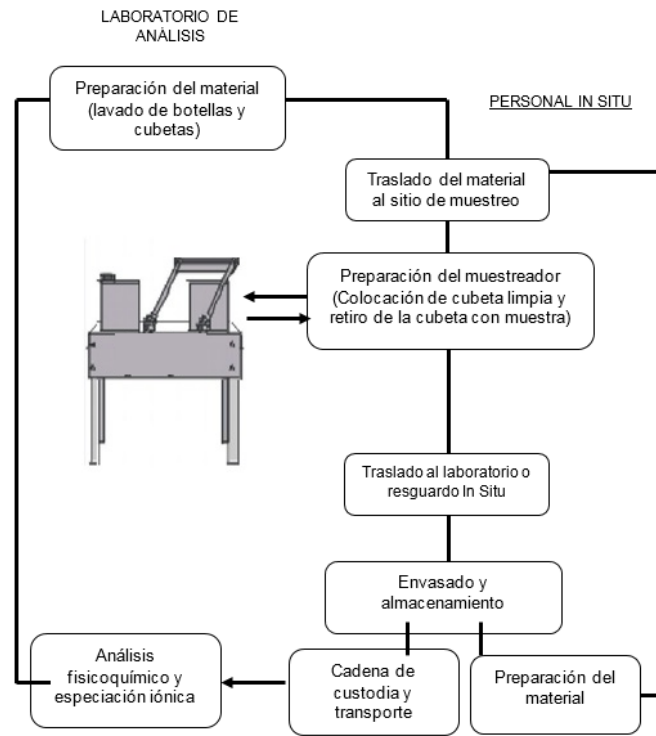 LABORATORIO DE
ANÁLISIS
Preparación del material
(lavado de botellas y
cubetas)
PERSONAL IN SITU
Traslado del material
al sitio de muestreo
Preparación del muestreador
(Colocación de cubeta limpia y
retiro de la cubeta con muestra)
Traslado al laboratorio o
resguardo In Situ
Envasado y
almacenamiento
Análisis
fisicoquímico y
especiación iónica
Cadena de
custodia y
transporte
Preparación del
material